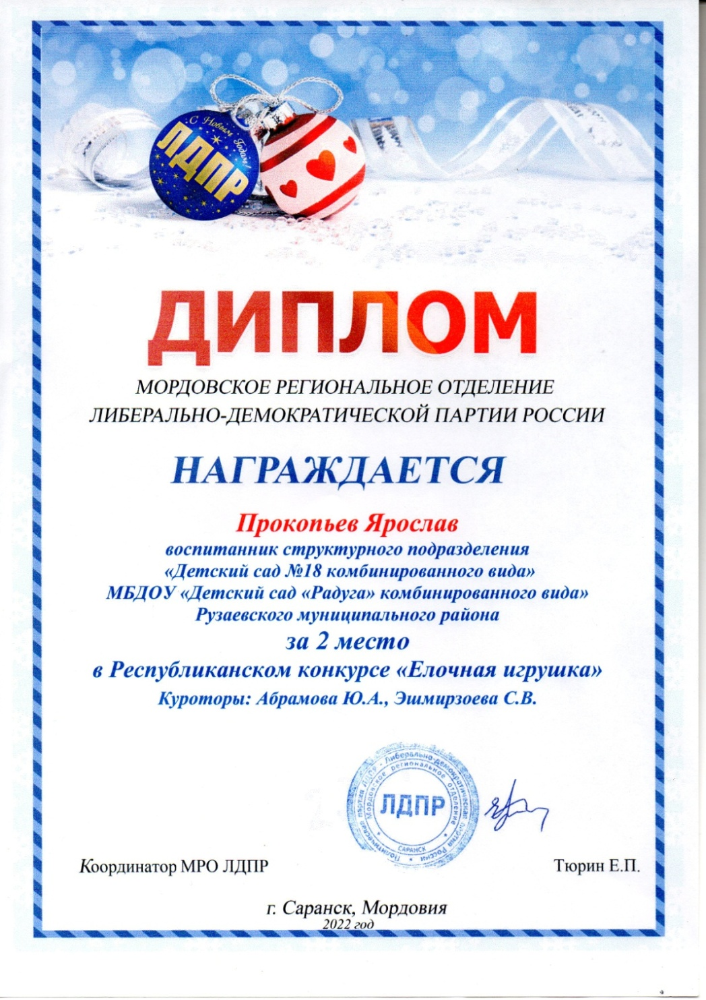 С Новым Годом!
ЛДПР
ДИПЛОМ
МОРДОВСКОЕ РЕГИОНАЛЬНОЕ ОТДЕЛЕНИЕ
ЛИБЕРАЛЬНО-ДЕМОКРАТИЧЕСКОЙ ПАРТИИ РОССИИ
НАГРАЖДАЕТСЯ
Прокопьев Ярослав
воспитанник структурного подразделения
«Детский сад №18 комбинированного вида»
МБДОУ «Детский сад «Радуга» комбинированного вида»
Рузаевского муниципального района
за 2 место
в Республиканском конкурсе «Елочная игрушка»
Куроторы: Абрамова Ю.А., Эшмирзоева С.В.
Политическая партия ЛДПР - Либерально-демократическая партия России
Мордовское региональное отделение
ЛДПР
САРАНСК
Координатор МРО ЛДПР
Тюрин Е.П.
г. Саранск, Мордовия
2022 год